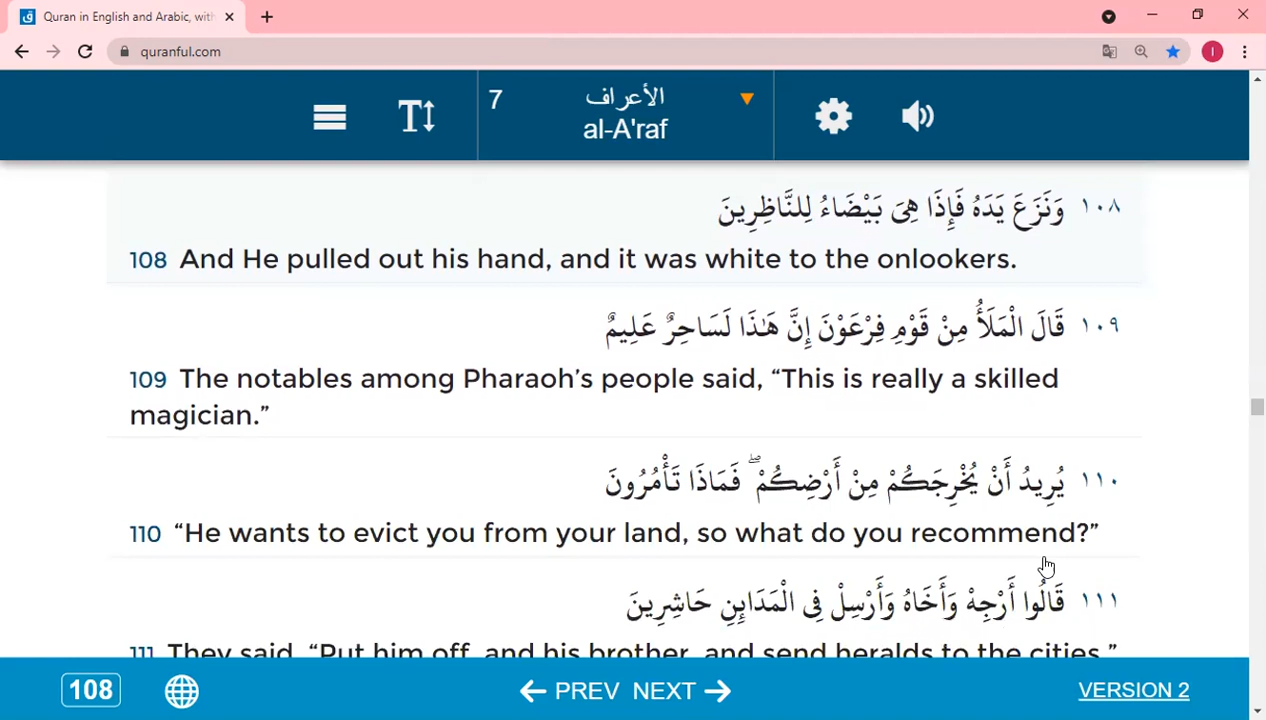 Quran in English and Arabic, with
quranful.com
I
7
الأعراف
al-A'raf
١٠٨ وَنَزَعَ يَدَهُ فَإِذَا هِىَ بَيْضَاءُ لِلنَّاظِرِينَ
108 And He pulled out his hand, and it was white to the onlookers.
١٠٩ قَالَ الْمَلَأُ مِنْ قَوْمِ فِرْعَوْنَ إِنَّ هَٰذَا لَسَاحِرٌ عَلِيمٌ
109 The notables among Pharaoh’s people said, “This is really a skilled
magician.”
١١٠ يُرِيدُ أَنْ يُخْرِجَكُمْ مِنْ أَرْضِكُمْ ۖ فَمَاذَا تَأْمُرُونَ
110 “He wants to evict you from your land, so what do you recommend?”
١١١ قَالُوا أَرْجِهْ وَأَخَاهُ وَأَرْسِلْ فِى الْمَدَائِنِ حَاشِرِينَ
111 They said, “Put him off, and his brother, and send heralds to the cities.”
108
PREV NEXT
VERSION 2